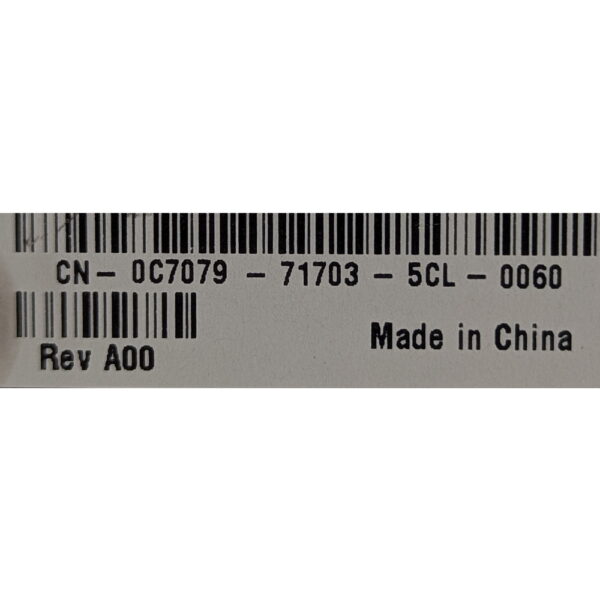 CN - 0C7079 - 71703 - 5CL - 0060
Made in China
Rev A00